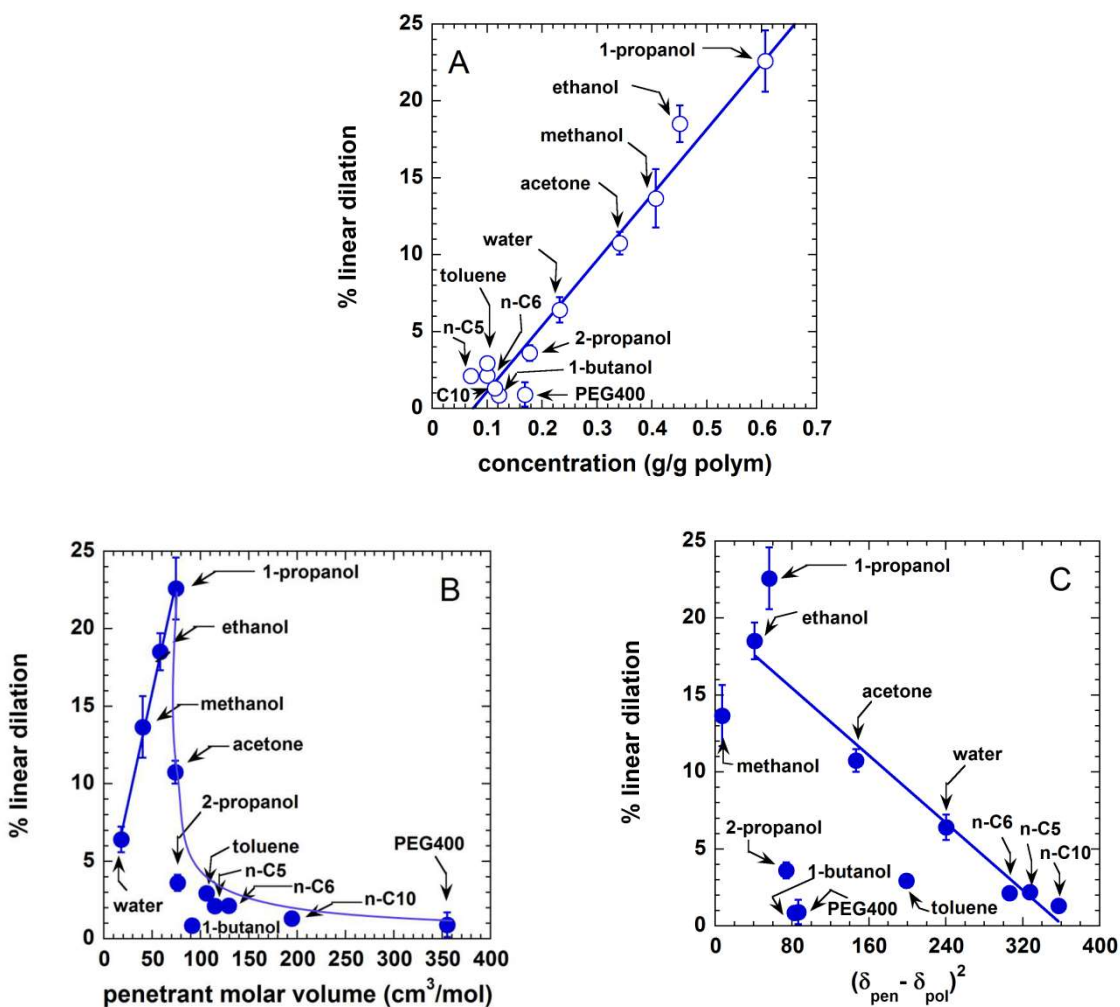 A
1-propanol
ethanol
methanol
acetone
water
toluene
n-C6
n-C5
2-propanol
1-butanol
C10
PEG400
25
20
15
10
5
0
% linear dilation
0 0.1 0.2 0.3 0.4 0.5 0.6 0.7
concentration (g/g polym)
B
1-propanol
ethanol
methanol
acetone
2-propanol
toluene
PEG400
n-C5
n-C6
n-C10
water
1-butanol
25
20
15
10
5
0
% linear dilation
0 50 100 150 200 250 300 350 400
penetrant molar volume (cm³/mol)
C
1-propanol
ethanol
acetone
methanol
water
n-C6
n-C5
n-C10
2-propanol
1-butanol
PEG400
toluene
25
20
15
10
5
0
% linear dilation
0 80 160 240 320 400
(δpen- δpol)²